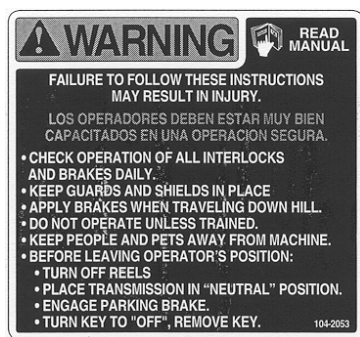 WARNING
READ
MANUAL
FAILURE TO FOLLOW THESE INSTRUCTIONS
MAY RESULT IN INJURY.
LOS OPERADORES DEBEN ESTAR MUY BIEN
CAPACITADOS EN UNA OPERACION SEGURA.
• CHECK OPERATION OF ALL INTERLOCKS
AND BRAKES DAILY.
• KEEP GUARDS AND SHIELDS IN PLACE
• APPLY BRAKES WHEN TRAVELING DOWN HILL.
• DO NOT OPERATE UNLESS TRAINED.
• KEEP PEOPLE AND PETS AWAY FROM MACHINE.
• BEFORE LEAVING OPERATOR'S POSITION:
• TURN OFF REELS
• PLACE TRANSMISSION IN “NEUTRAL” POSITION.
• ENGAGE PARKING BRAKE.
• TURN KEY TO "OFF", REMOVE KEY.
104-2053